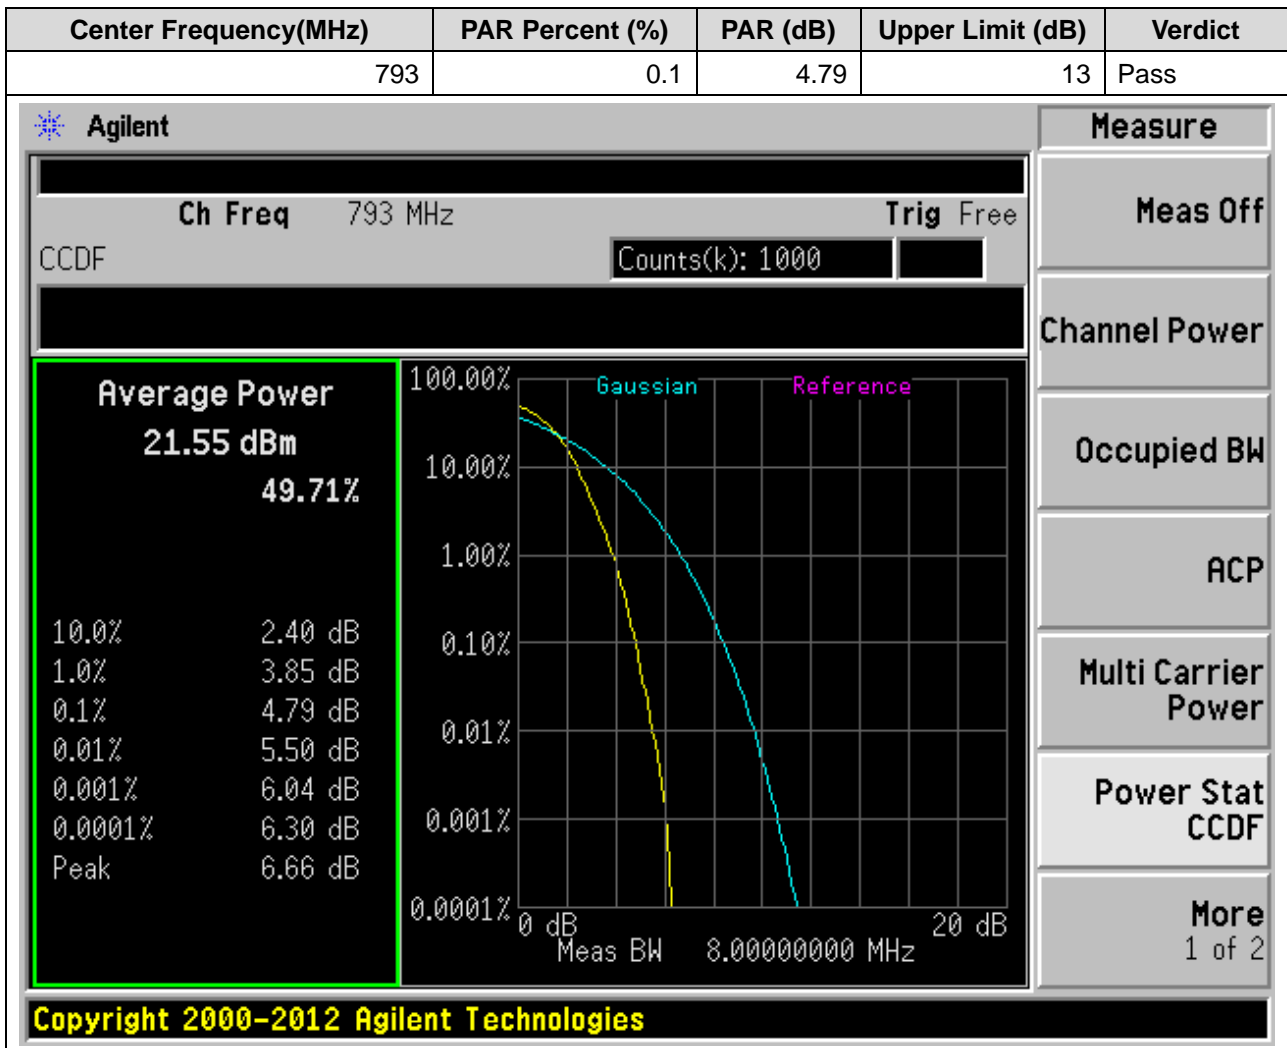 Center Frequency(MHz) PAR Percent (%) PAR (dB) Upper Limit (dB) Verdict
793 0.1 4.79 13 Pass
Agilent
Ch Freq 793 MHz Trig Free
CCDF Counts(k): 1000
Average Power
21.55 dBm
49.71%
10.0% 2.40 dB
1.0% 3.85 dB
0.1% 4.79 dB
0.01% 5.50 dB
0.001% 6.04 dB
0.0001% 6.30 dB
Peak 6.66 dB
Gaussian Reference
100.00%
10.00%
1.00%
0.10%
0.01%
0.001%
0.0001%
0 dB 20 dB
Meas BW 8.00000000 MHz
Measure
Meas Off
Channel Power
Occupied BW
ACP
Multi Carrier
Power
Power Stat
CCDF
More
1 of 2
Copyright 2000-2012 Agilent Technologies